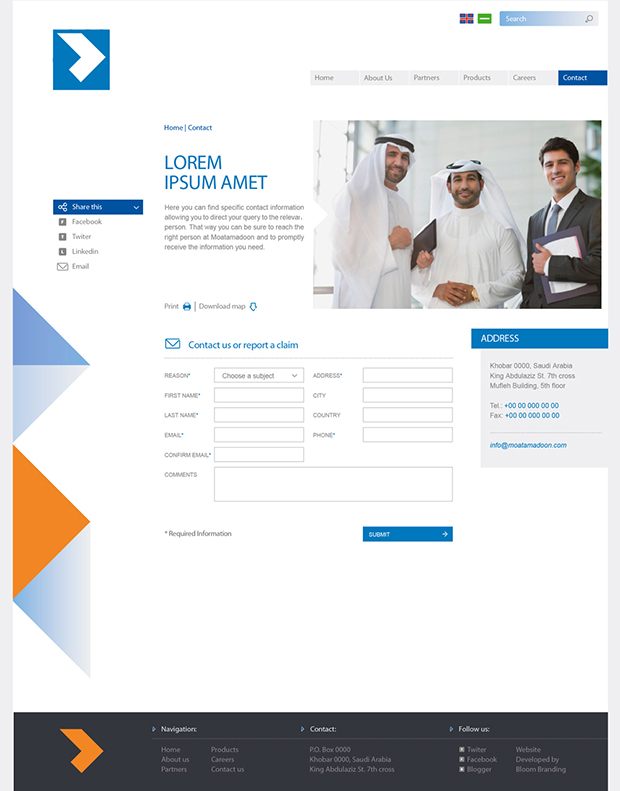 Search
Home
About Us
Partners
Products
Careers
Contact
Home | Contact
LOREM
IPSUM AMET
Here you can find specific contact information
allowing you to direct your query to the relevar.
person. That way you can be sure to reach the
right person at Moatamadoon and to promptly
receive the information you need.
Share this
Facebook
Twiter
Linkedin
Email
Print | Download map
Contact us or report a claim
REASON*
Choose a subject
ADDRESS*
FIRST NAME*
CITY
LAST NAME*
COUNTRY
EMAIL*
PHONE*
CONFIRM EMAIL*
COMMENTS
* Required Information
SUBMIT
ADDRESS
Khobar 0000, Saudi Arabia
King Abdulaziz St. 7th cross
Mufleh Building, 5th floor
Tel.: +00 00 000 00 00
Fax: +00 00 000 00 00
info@moatamadoon.com
Navigation:
Home
Products
About us
Careers
Partners
Contact us
Contact:
P.O. Box 0000
Khobar 0000, Saudi Arabia
King Abdulaziz St. 7th cross
Follow us:
Twiter
Facebook
Blogger
Website
Developed by
Bloom Branding